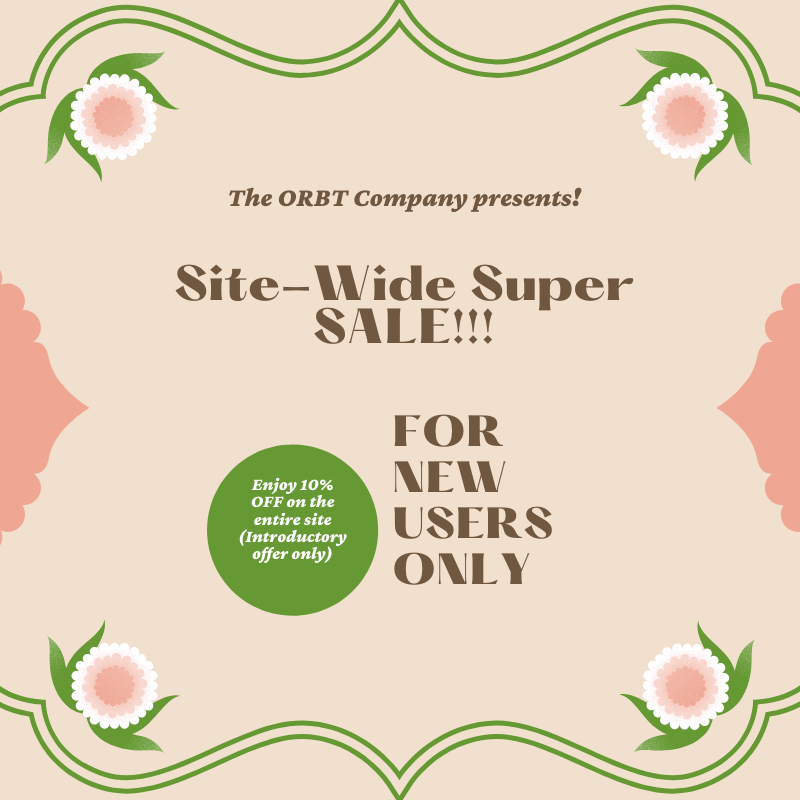 The ORBT Company presents!
Site-Wide Super
SALE!!!
Enjoy 10%
OFF on the
entire site
(Introductory
offer only)
FOR
NEW
USERS
ONLY